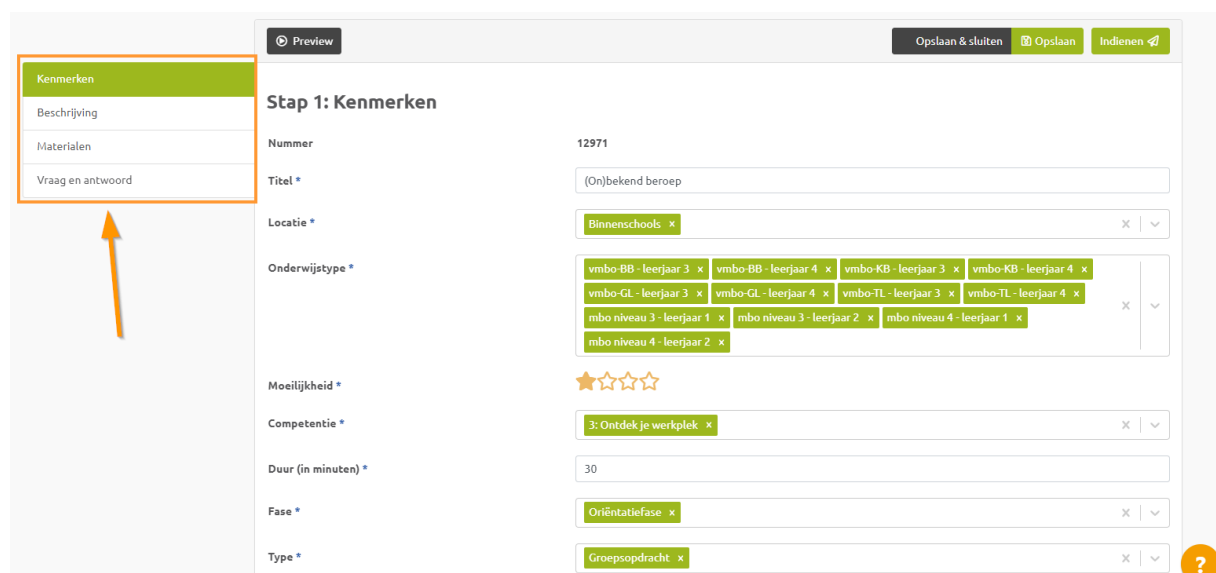 Preview
Opslaan & sluiten
Opslaan
Indienen
Kenmerken
Beschrijving
Materialen
Vraag en antwoord
Stap 1: Kenmerken
Nummer 12971
Titel * (On)bekend beroep
Locatie * Binnenschools ×
Onderwijstype * vmbo-BB - leerjaar 3 × vmbo-BB - leerjaar 4 × vmbo-KB - leerjaar 3 × vmbo-KB - leerjaar 4 ×
vmbo-GL - leerjaar 3 × vmbo-GL - leerjaar 4 × vmbo-TL - leerjaar 3 × vmbo-TL - leerjaar 4 ×
mbo niveau 3 - leerjaar 1 × mbo niveau 3 - leerjaar 2 × mbo niveau 4 - leerjaar 1 ×
mbo niveau 4 - leerjaar 2 ×
Moeilijkheid *
Competentie * 3: Ontdek je werkplek ×
Duur (in minuten) * 30
Fase * Oriëntatiefase ×
Type * Groepsopdracht ×
?